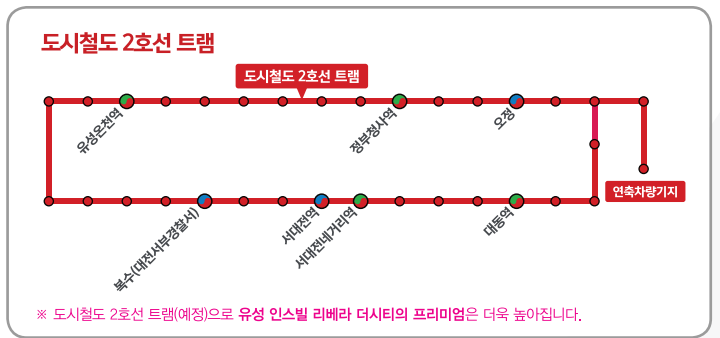 도시철도 2호선 트램
도시철도 2호선 트램
유성온천역
정부청사역
오정
연축차량기지
복수(대전서부경찰서)
서대전역
서대전네거리역
대동역
※ 도시철도 2호선 트램(예정)으로 유성 인스빌 리베라 더시티의 프리미엄은 더욱 높아집니다.